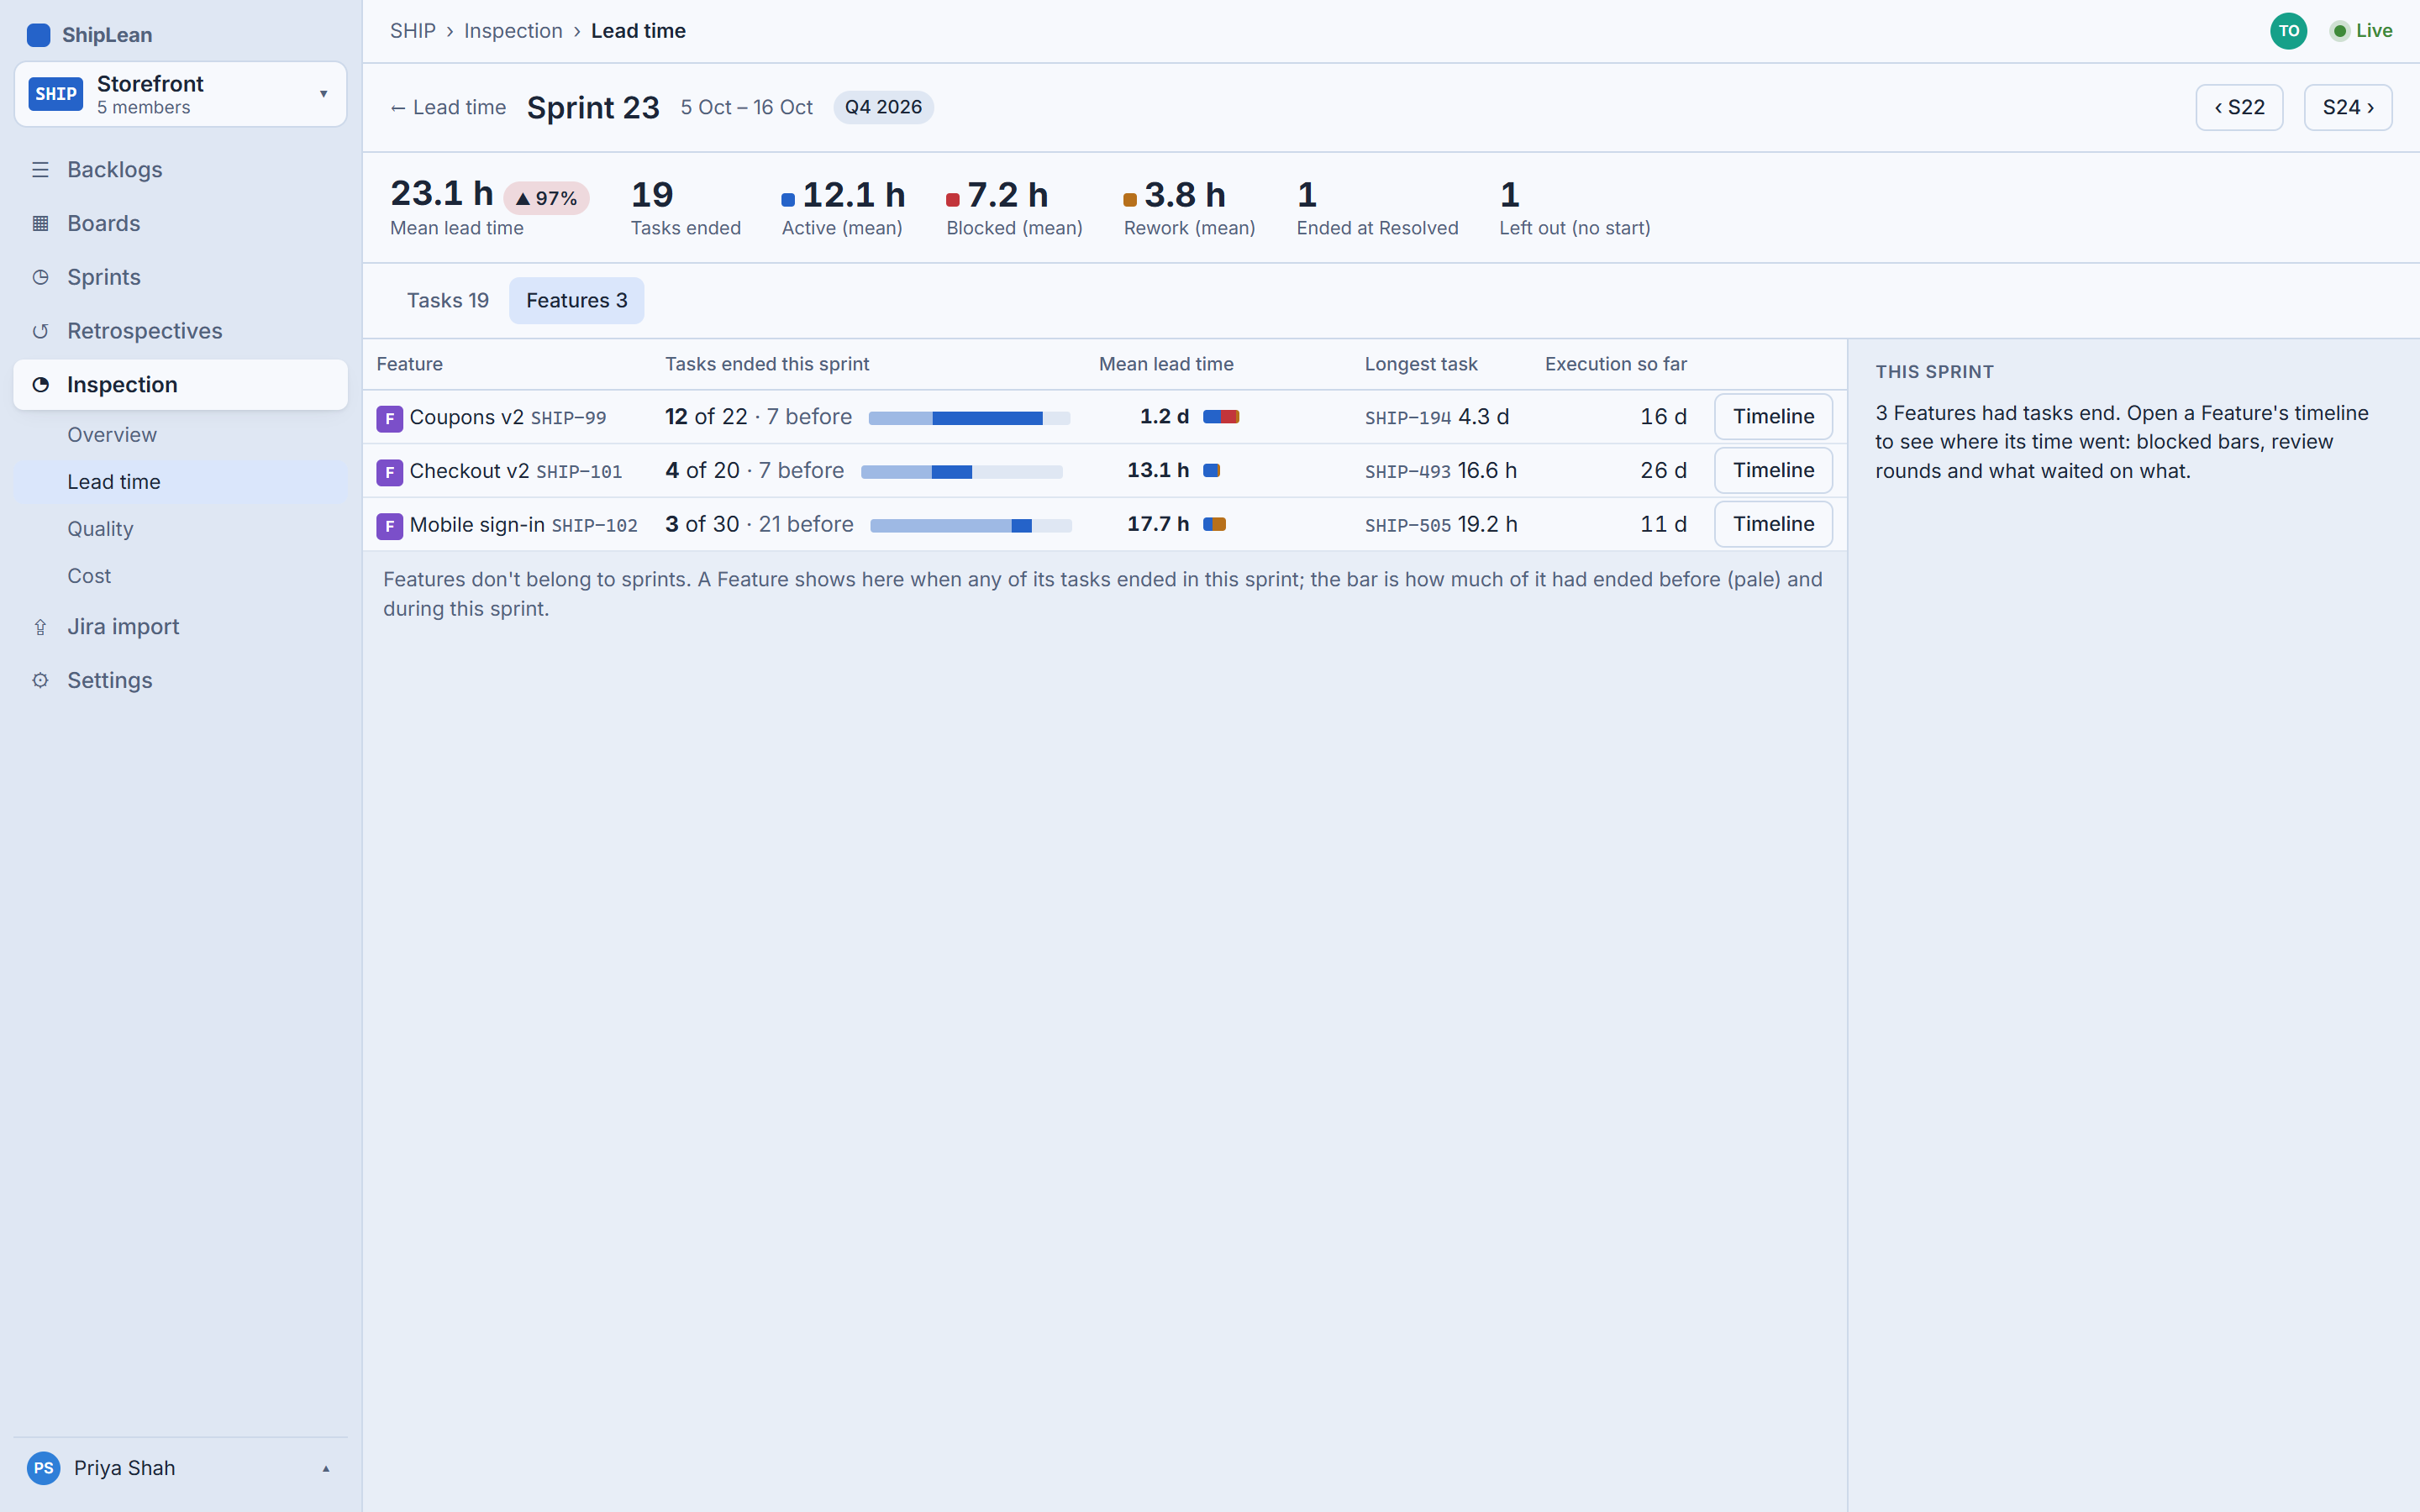 ShipLean
SHIP
Storefront
5 members
Backlogs
Boards
Sprints
Retrospectives
Inspection
Overview
Lead time
Quality
Cost
Jira import
Settings
PS
Priya Shah
SHIP › Inspection › Lead time
TO
Live
← Lead time
Sprint 23
5 Oct – 16 Oct
Q4 2026
‹ S22
S24 ›
23.1 h ▲ 97%
Mean lead time
19
Tasks ended
12.1 h
Active (mean)
7.2 h
Blocked (mean)
3.8 h
Rework (mean)
1
Ended at Resolved
1
Left out (no start)
Tasks 19
Features 3
Feature Tasks ended this sprint Mean lead time Longest task Execution so far
F Coupons v2 SHIP-99 12 of 22 · 7 before 1.2 d SHIP-194 4.3 d 16 d Timeline
F Checkout v2 SHIP-101 4 of 20 · 7 before 13.1 h SHIP-493 16.6 h 26 d Timeline
F Mobile sign-in SHIP-102 3 of 30 · 21 before 17.7 h SHIP-505 19.2 h 11 d Timeline
Features don't belong to sprints. A Feature shows here when any of its tasks ended in this sprint; the bar is how much of it had ended before (pale) and
during this sprint.
THIS SPRINT
3 Features had tasks end. Open a Feature's timeline
to see where its time went: blocked bars, review
rounds and what waited on what.